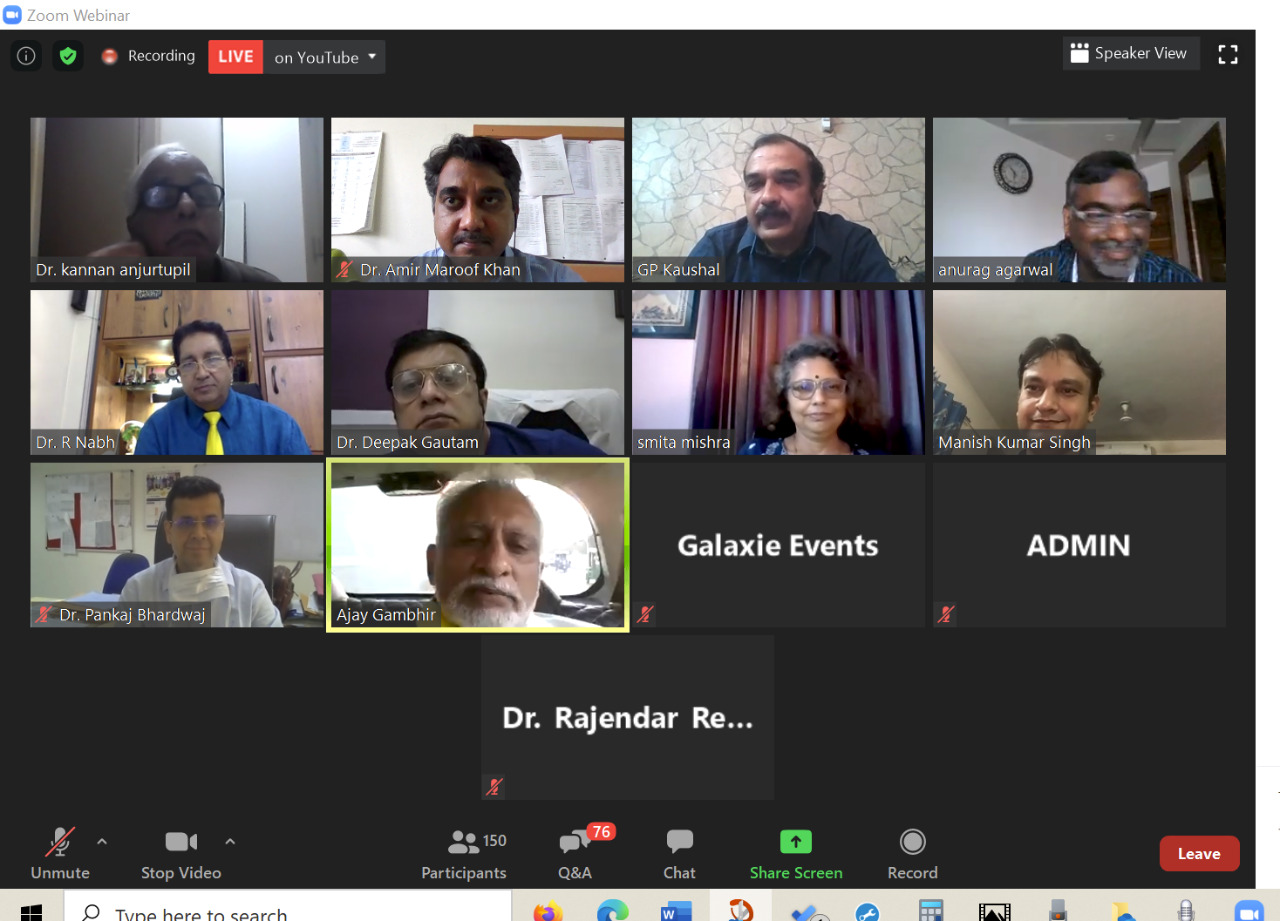 Zoom Webinar
Recording
LIVE
on YouTube
Speaker View
Dr. kannan anjurtupil
Dr. Amir Maroof Khan
GP Kaushal
anurag agarwal
Dr. R Nabh
Dr. Deepak Gautam
smita mishra
Manish Kumar Singh
Dr. Pankaj Bhardwaj
Ajay Gambhir
Galaxie Events
ADMIN
Dr. Rajendar Re...
Unmute
Stop Video
150
Participants
76
Q&A
Chat
Share Screen
Record
Leave
Type here to search
W